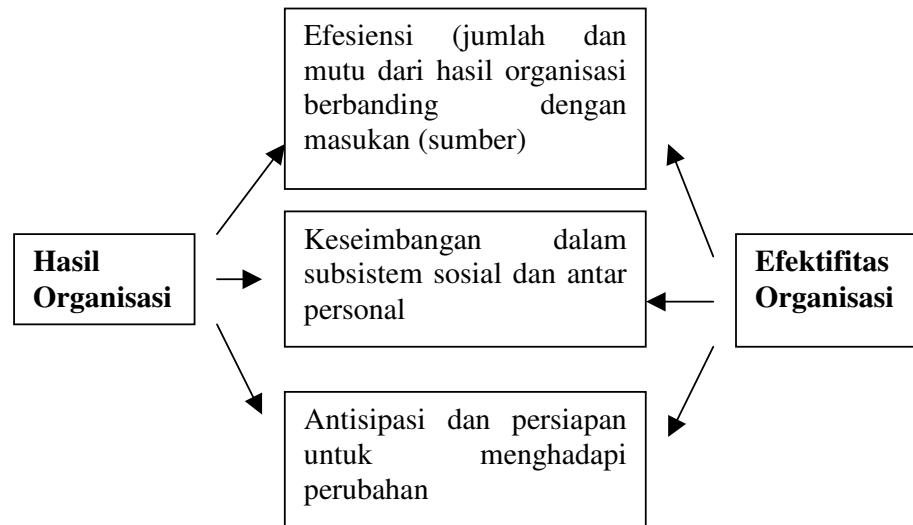 Efesiensi (jumlah dan
mutu dari hasil organisasi
berbanding dengan
masukan (sumber)
Hasil
Organisasi
Keseimbangan dalam
subsistem sosial dan antar
personal
Efektifitas
Organisasi
Antisipasi dan persiapan
untuk menghadapi
perubahan